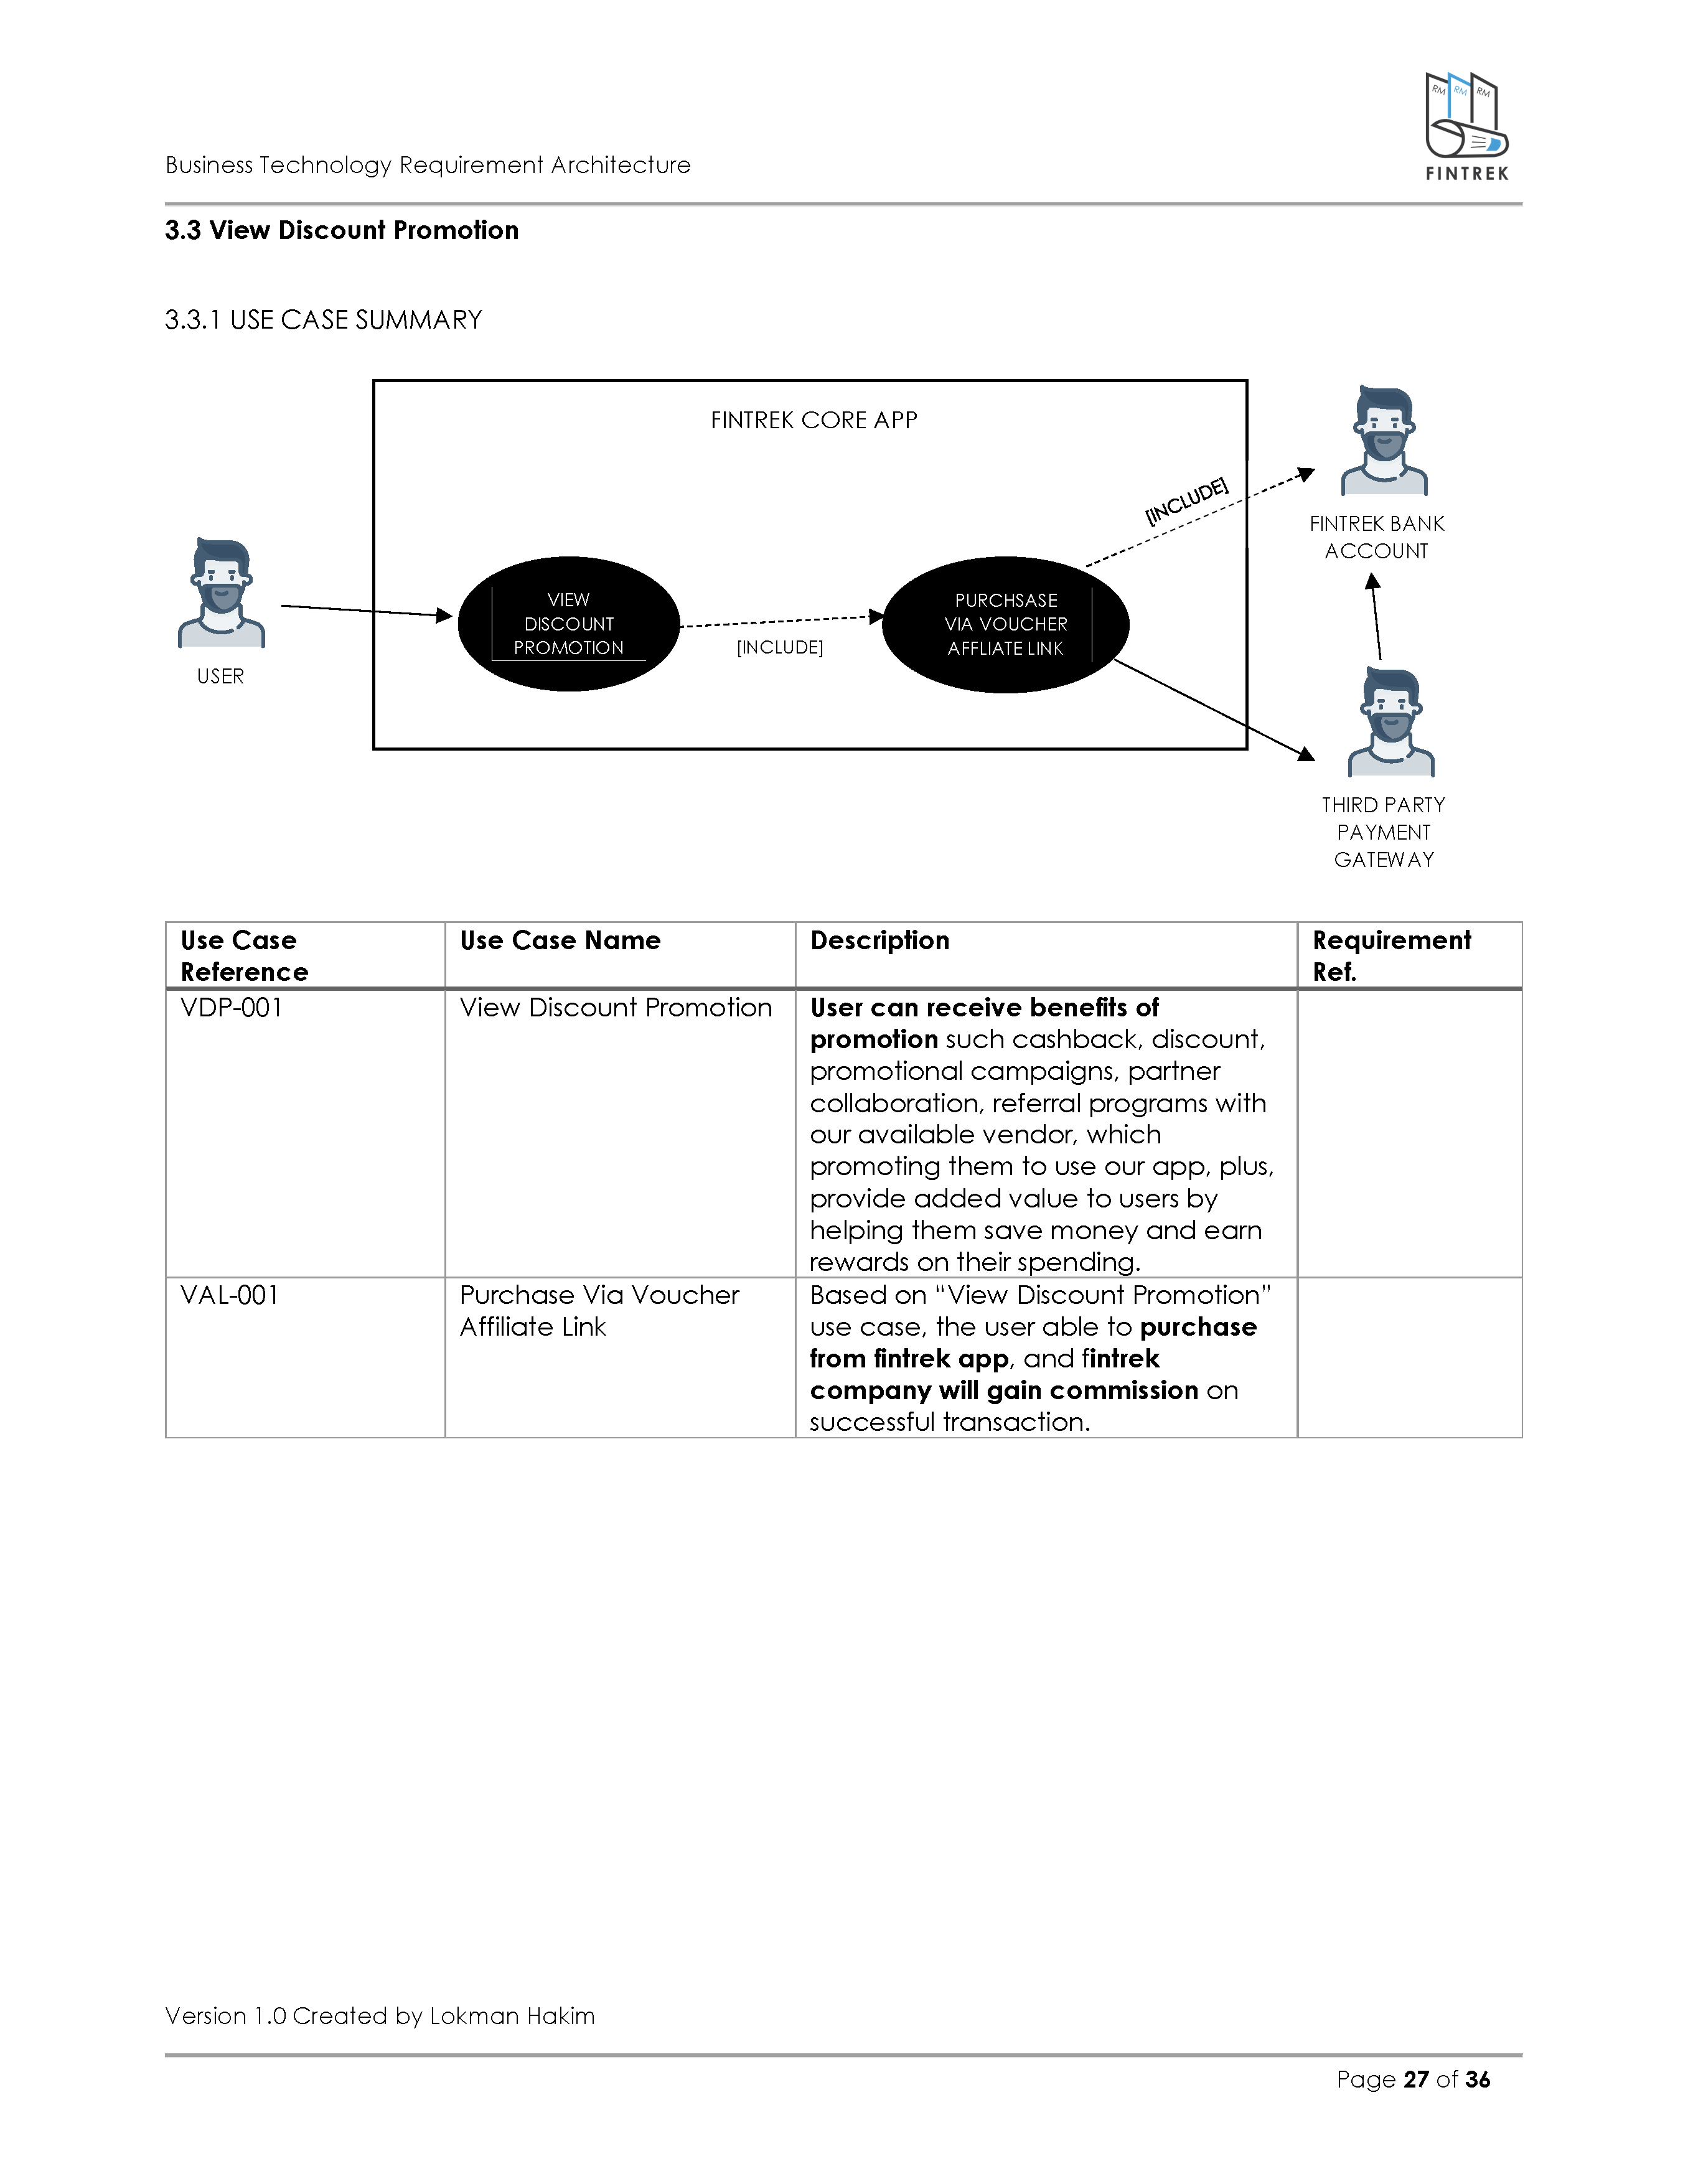 RM RM RM
FINTREK
Business Technology Requirement Architecture
3.3 View Discount Promotion
3.3.1 USE CASE SUMMARY
FINTREK CORE APP
[INCLUDE]
FINTREK BANK
ACCOUNT
VIEW
DISCOUNT
PROMOTION
[INCLUDE]
PURCHSASE
VIA VOUCHER
AFFLIATE LINK
USER
THIRD PARTY
PAYMENT
GATEWAY
Use Case
Reference
Use Case Name
Description
Requirement
Ref.
VDP-001
View Discount Promotion
User can receive benefits of
promotion such cashback, discount,
promotional campaigns, partner
collaboration, referral programs with
our available vendor, which
promoting them to use our app, plus,
provide added value to users by
helping them save money and earn
rewards on their spending.
VAL-001
Purchase Via Voucher
Affiliate Link
Based on “View Discount Promotion”
use case, the user able to purchase
from fintrek app, and fintrek
company will gain commission on
successful transaction.
Version 1.0 Created by Lokman Hakim
Page 27 of 36